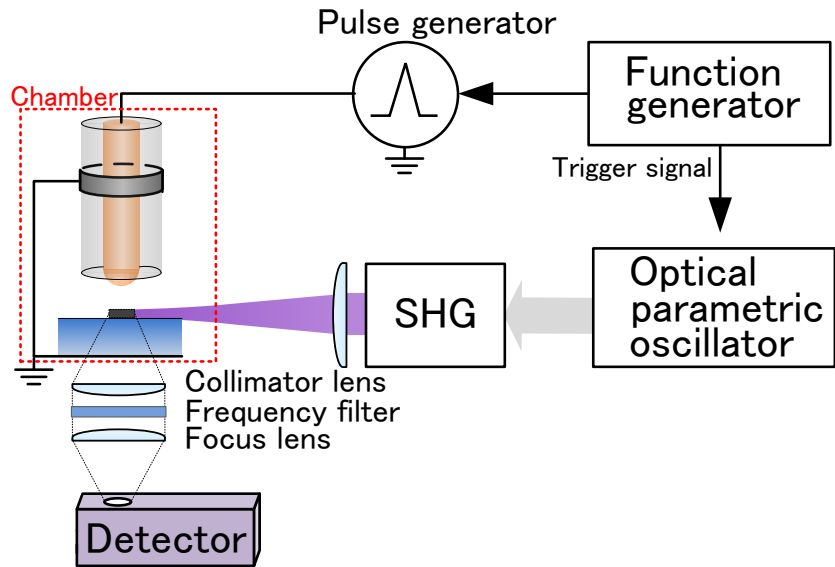 Pulse generator
Function
generator
Chamber
Trigger signal
Optical
parametric
oscillator
SHG
Collimator lens
Frequency filter
Focus lens
Detector